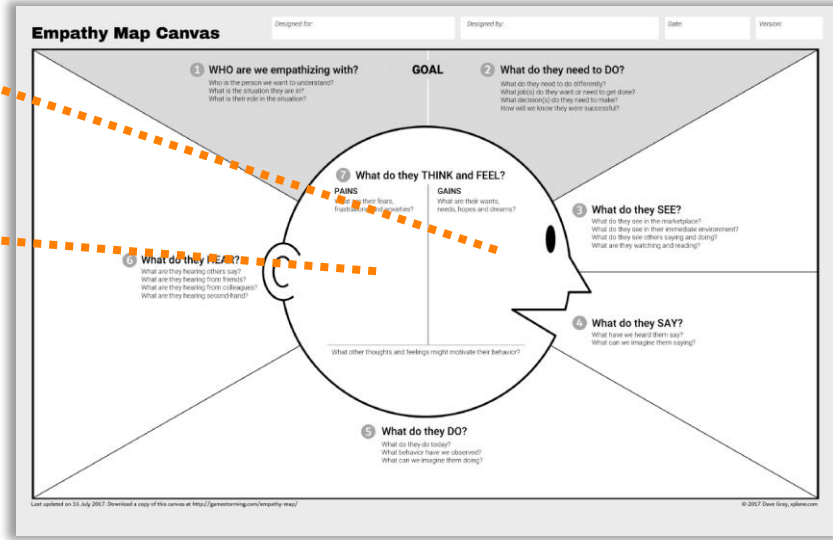 Empathy Map Canvas
Designed for:
Designed by:
Date:
Version:
1 WHO are we empathizing with?
Who is the person we want to understand?
What is the situation they are in?
What is their role in the situation?
GOAL
2 What do they need to DO?
What do they need to do differently?
What job(s) do they want or need to get done?
What decision(s) do they need to make?
How will we know they were successful?
7 What do they THINK and FEEL?
PAINS
What are their fears,
frustrations, and anxieties?
GAINS
What are their wants,
needs, hopes and dreams?
3 What do they SEE?
What do they see in the marketplace?
What do they see in their immediate environment?
What do they see others saying and doing?
What are they watching and reading?
6 What do they HEAR?
What are they hearing others say?
What are they hearing from friends?
What are they hearing from colleagues?
What are they hearing second-hand?
4 What do they SAY?
What have we heard them say?
What can we imagine them saying?
What other thoughts and feelings might motivate their behavior?
5 What do they DO?
What do they do today?
What behavior have we observed?
What can we imagine them doing?
Last updated on 16 July 2017. Download a copy of this canvas at http://gamestorming.com/empathy-map/
© 2017 Dave Gray, xplane.com